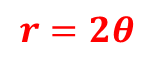 r = 2θ